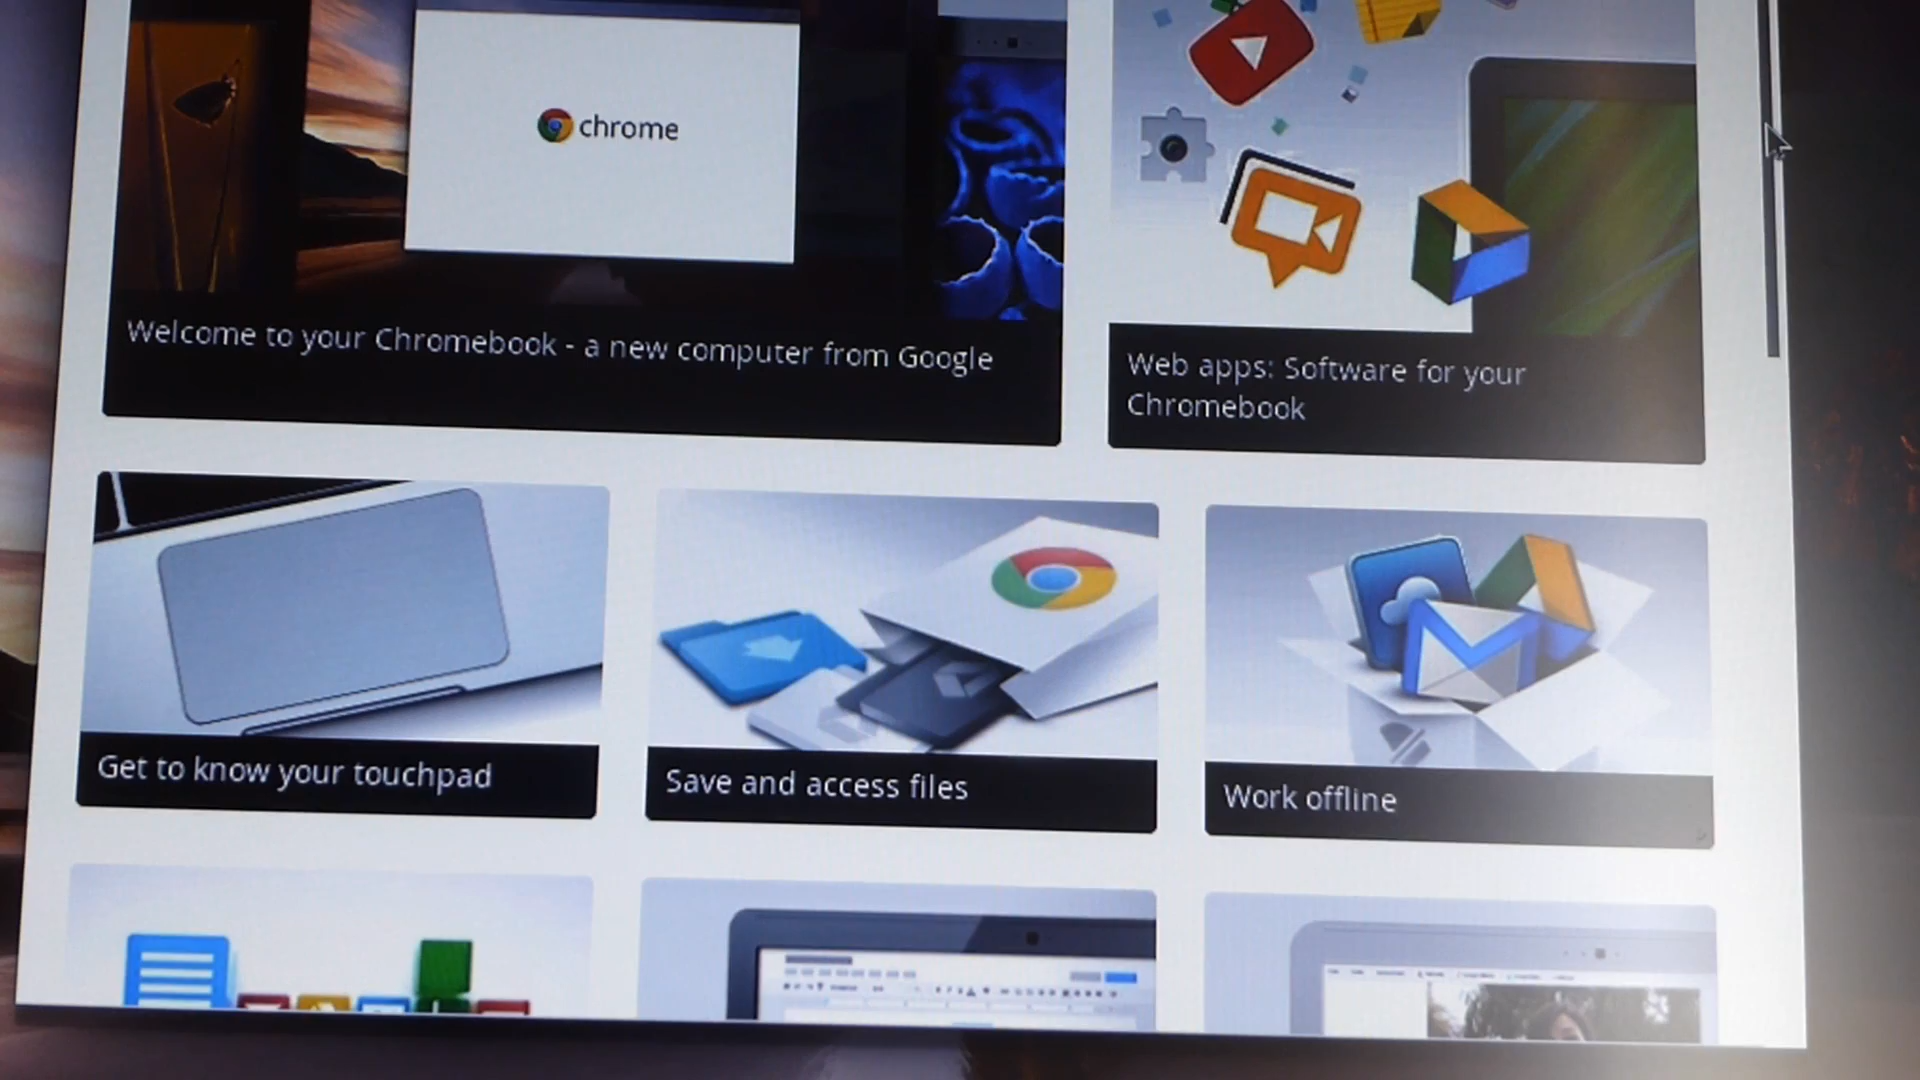 chrome
Welcome to your Chromebook - a new computer from Google
Web apps: Software for your
Chromebook
Get to know your touchpad
Save and access files
Work offline